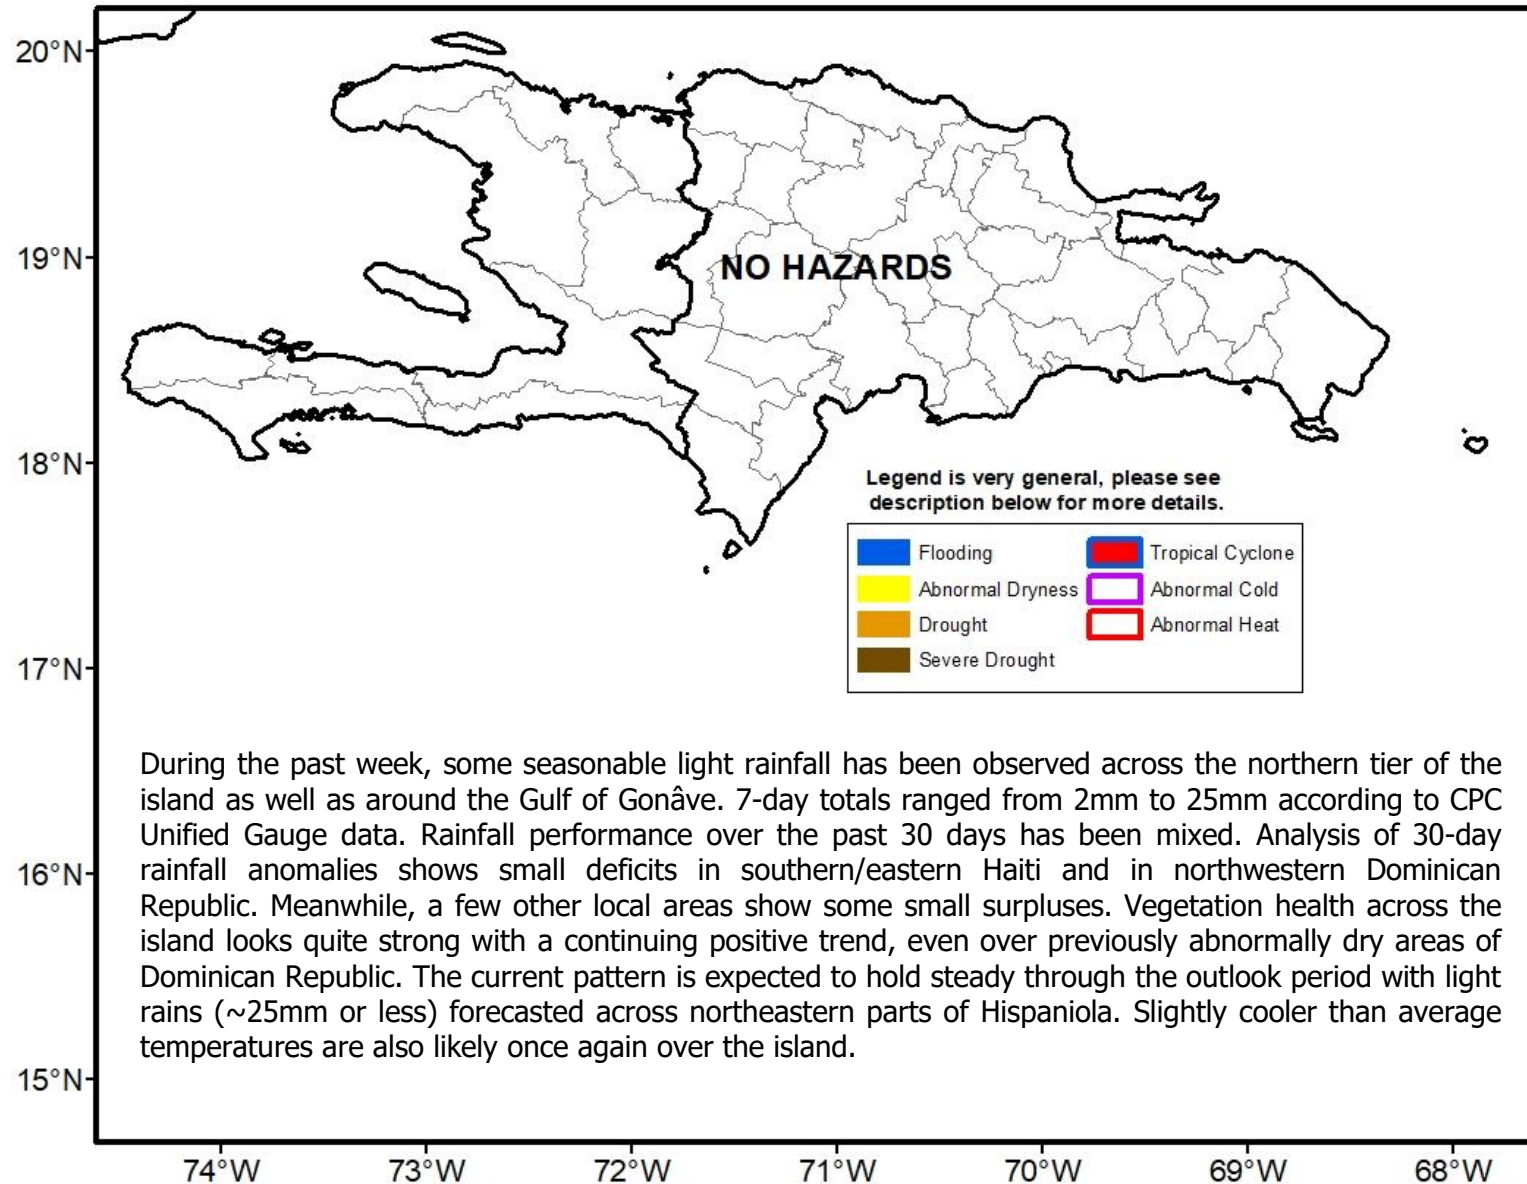 20°N
19°N
18°N
17°N
16°N
15°N
NO HAZARDS
Legend is very general, please see
description below for more details.
Flooding
Tropical Cyclone
Abnormal Dryness
Abnormal Cold
Drought
Abnormal Heat
Severe Drought
During the past week, some seasonable light rainfall has been observed across the northern tier of the
island as well as around the Gulf of Gonâve. 7-day totals ranged from 2mm to 25mm according to CPC
Unified Gauge data. Rainfall performance over the past 30 days has been mixed. Analysis of 30-day
rainfall anomalies shows small deficits in southern/eastern Haiti and in northwestern Dominican
Republic. Meanwhile, a few other local areas show some small surpluses. Vegetation health across the
island looks quite strong with a continuing positive trend, even over previously abnormally dry areas of
Dominican Republic. The current pattern is expected to hold steady through the outlook period with light
rains (~25mm or less) forecasted across northeastern parts of Hispaniola. Slightly cooler than average
temperatures are also likely once again over the island.
74°W 73°W 72°W 71°W 70°W 69°W 68°W